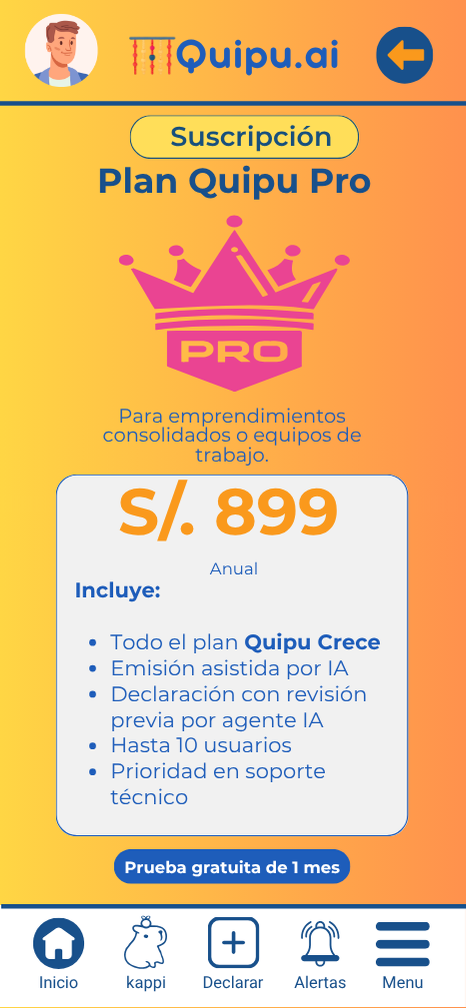 Quipu.ai
Suscripción
Plan Quipu Pro
PRO
Para emprendimientos
consolidados o equipos de
trabajo.
S/. 899
Anual
Incluye:
• Todo el plan Quipu Crece
• Emisión asistida por IA
• Declaración con revisión
previa por agente IA
• Hasta 10 usuarios
• Prioridad en soporte
técnico
Prueba gratuita de 1 mes
Inicio kappi Declarar Alertas Menu